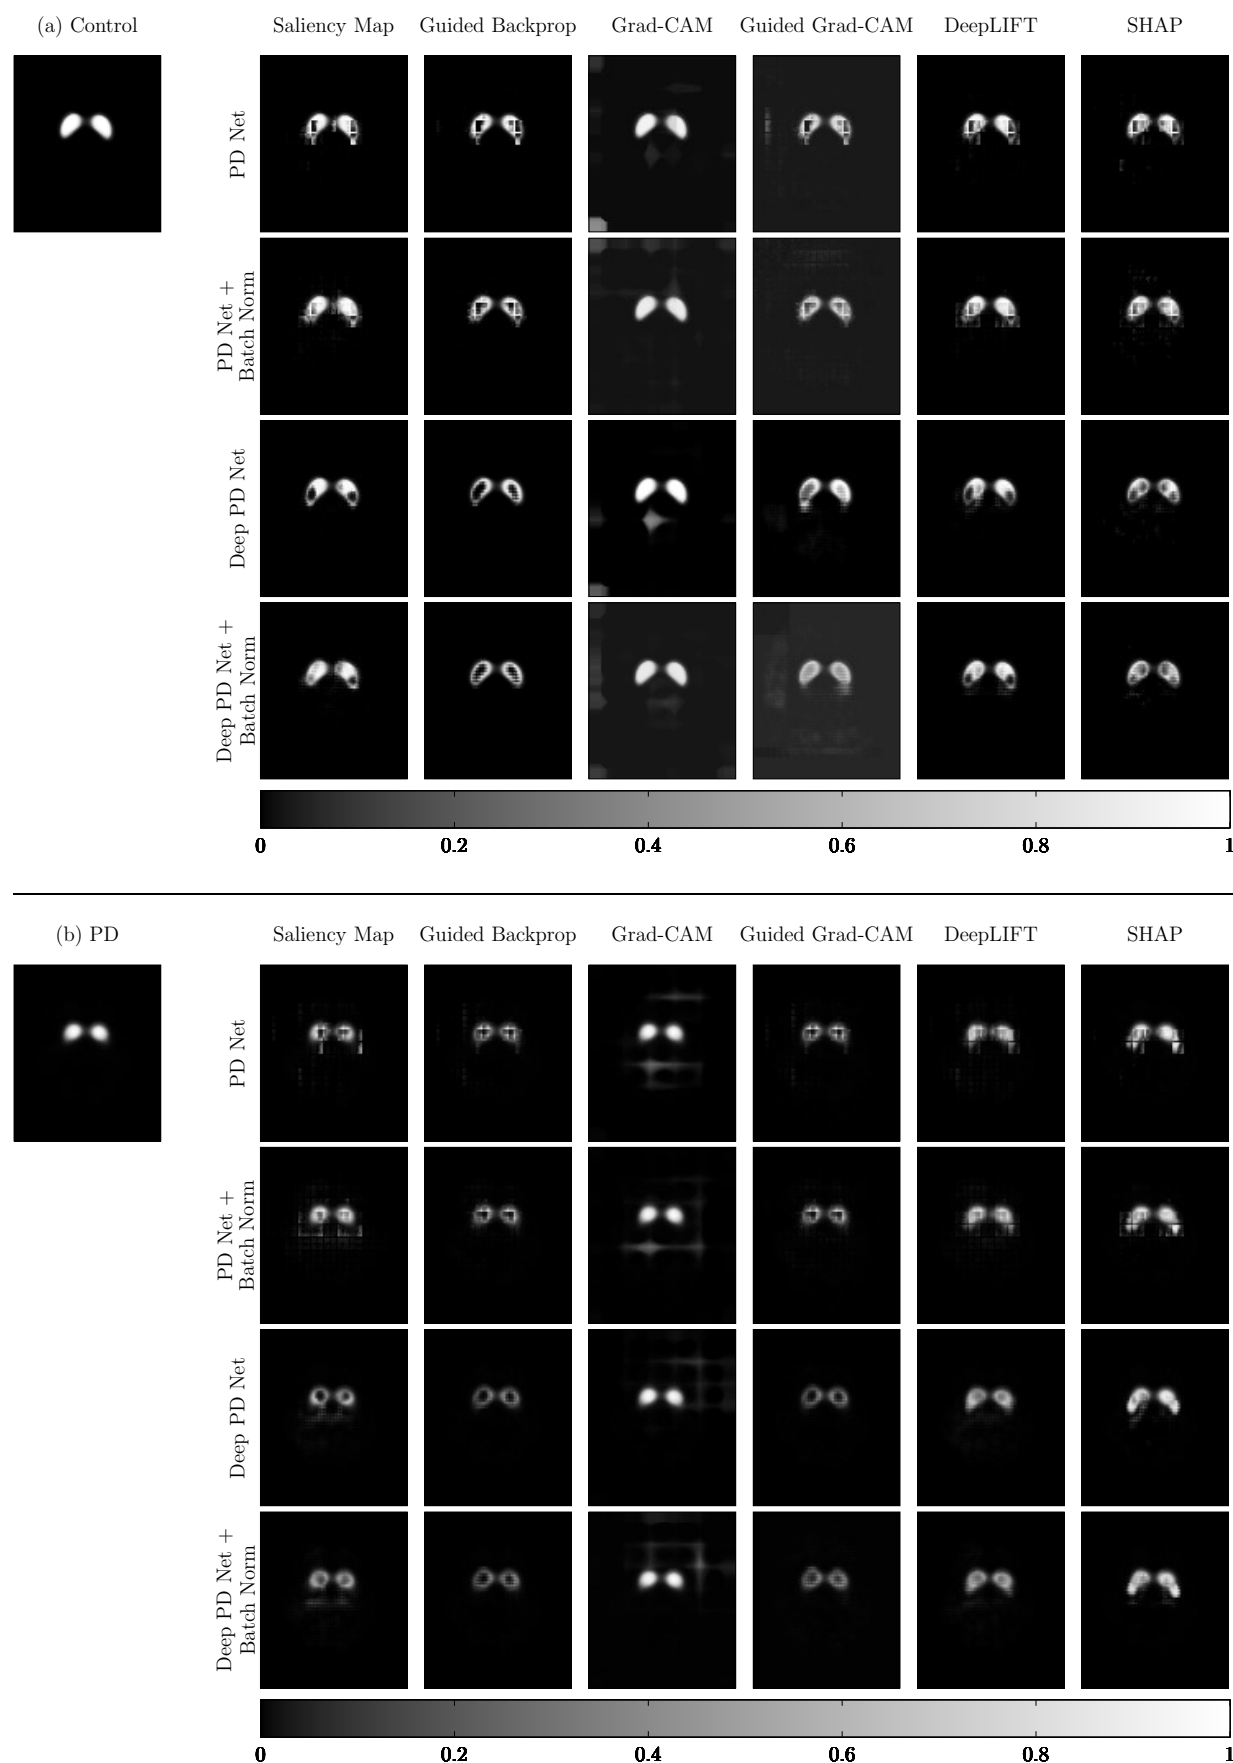 (a) Control
Saliency Map Guided Backprop Grad-CAM Guided Grad-CAM DeepLIFT SHAP
PD Net
PD Net +
Batch Norm
Deep PD Net
Deep PD Net +
Batch Norm
0 0.2 0.4 0.6 0.8 1
(b) PD
Saliency Map Guided Backprop Grad-CAM Guided Grad-CAM DeepLIFT SHAP
PD Net
PD Net +
Batch Norm
Deep PD Net
Deep PD Net +
Batch Norm
0 0.2 0.4 0.6 0.8 1